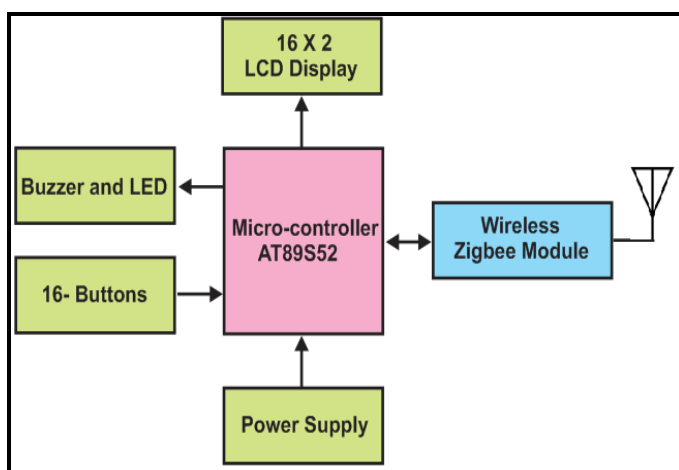 16 X 2
LCD Display
Buzzer and LED
Micro-controller
AT89S52
Wireless
Zigbee Module
16- Buttons
Power Supply